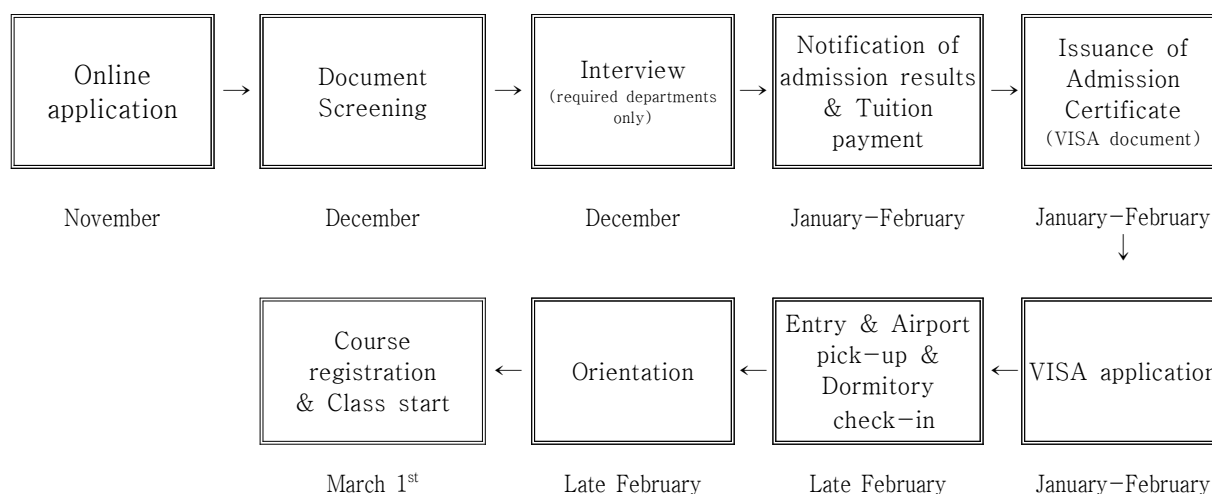 Online
application
→
Document
Screening
→
Interview
(required departments
only)
→
Notification of
admission results
& Tuition
payment
→
Issuance of
Admission
Certificate
(VISA document)
November
December
December
January-February
January-February
↓
VISA application
←
Entry & Airport
pick-up &
Dormitory
check-in
←
Orientation
←
Course
registration
& Class start
January-February
Late February
Late February
March 1st